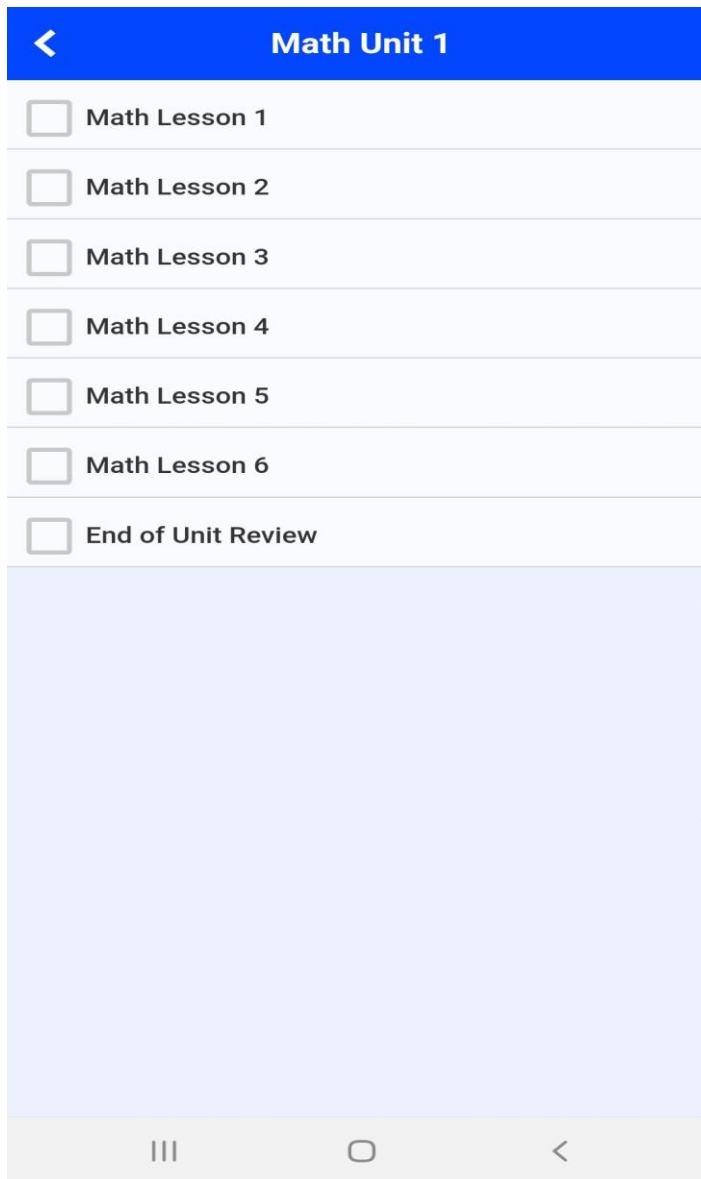 Math Unit 1
Math Lesson 1
Math Lesson 2
Math Lesson 3
Math Lesson 4
Math Lesson 5
Math Lesson 6
End of Unit Review